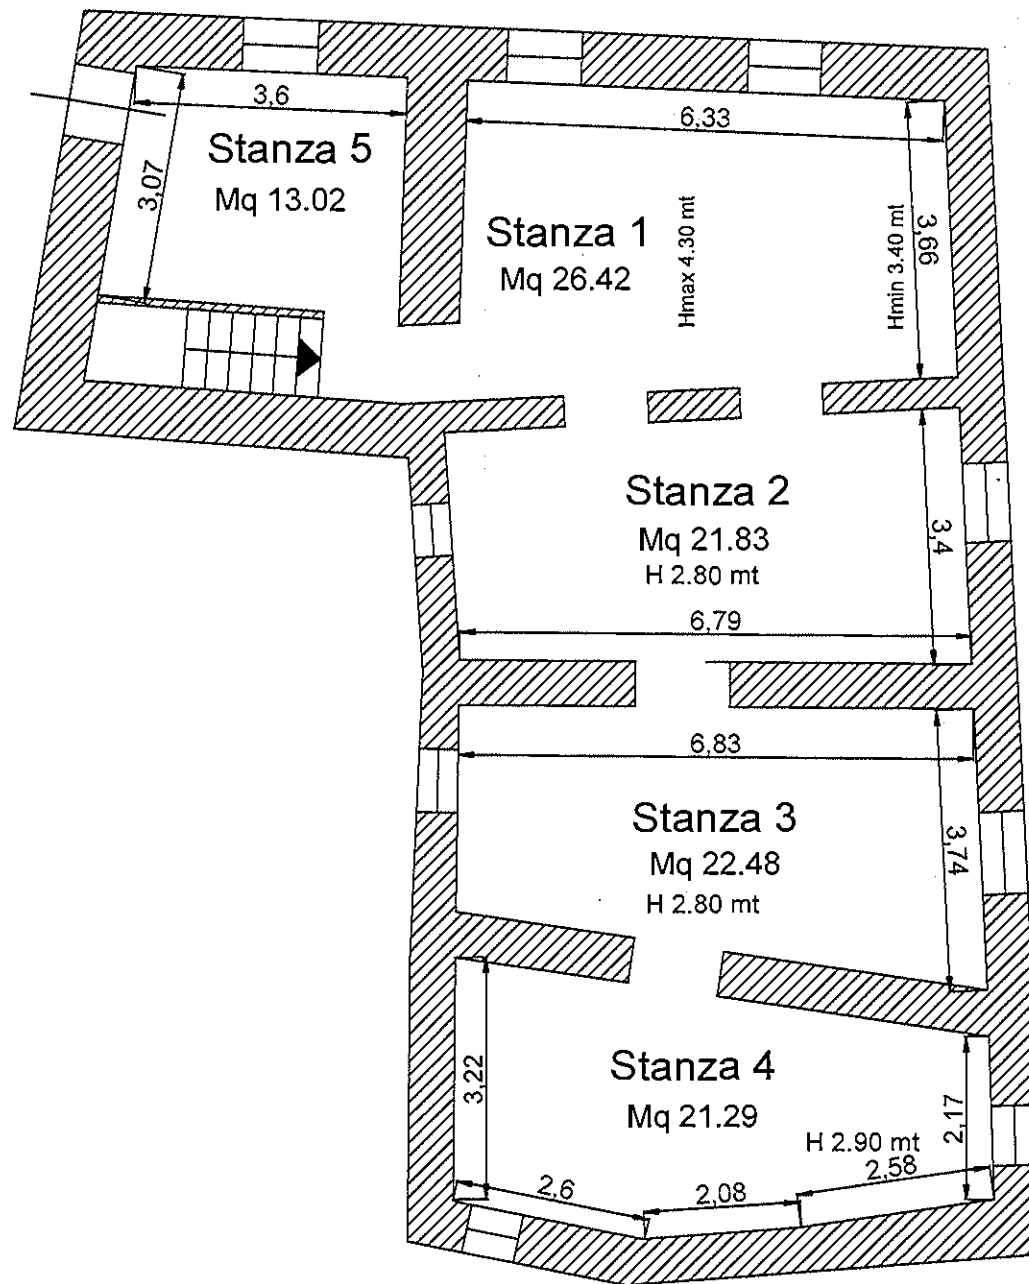 3,6
Stanza 5
Mq 13.02
3,07
6,33
Stanza 1
Mq 26.42
Hmax 4.30 mt
Hmin 3.40 mt
3,66
Stanza 2
Mq 21.83
H 2.80 mt
3,4
6,79
6,83
Stanza 3
Mq 22.48
H 2.80 mt
3,74
Stanza 4
Mq 21.29
H 2.90 mt
3,22
2,17
2,6
2,08
2,58